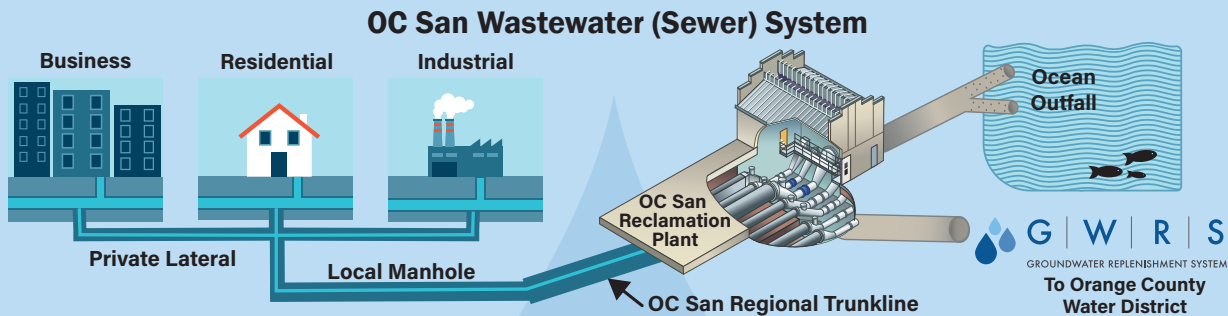 OC San Wastewater (Sewer) System
Business
Residential
Industrial
Ocean
Outfall
OC San
Reclamation
Plant
Private Lateral
Local Manhole
OC San Regional Trunkline
G | W | R | S
GROUNDWATER REPLENISHMENT SYSTEM
To Orange County
Water District